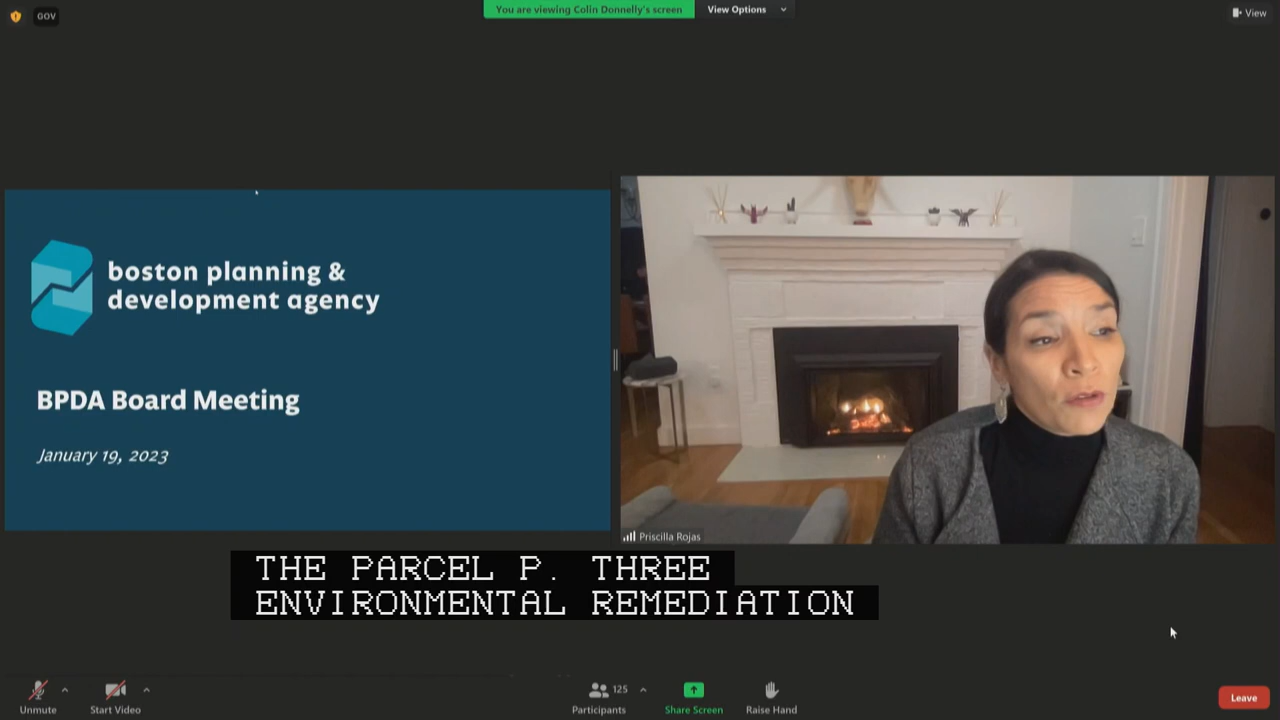 GOV
You are viewing Colin Donnelly's screen
View Options
View
boston planning &
development agency
BPDA Board Meeting
January 19, 2023
Priscilla Rojas
THE PARCEL P. THREE
ENVIRONMENTAL REMEDIATION
Unmute
Start Video
125
Participants
Share Screen
Raise Hand
Leave